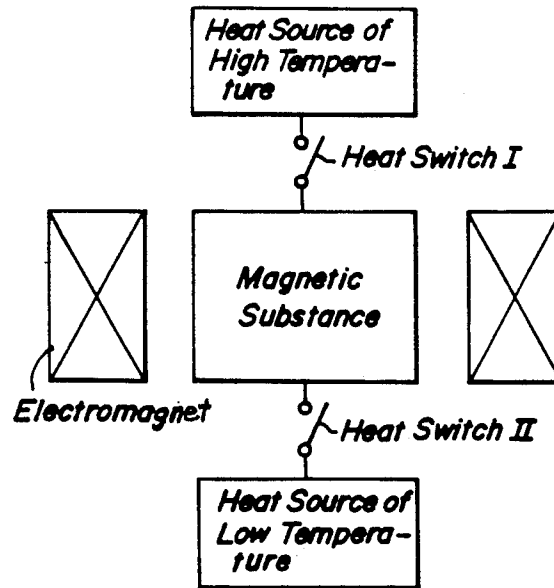 Heat Source of
High Tempera-
ture
Heat Switch I
Magnetic
Substance
Electromagnet
Heat Switch II
Heat Source of
Low Tempera-
ture